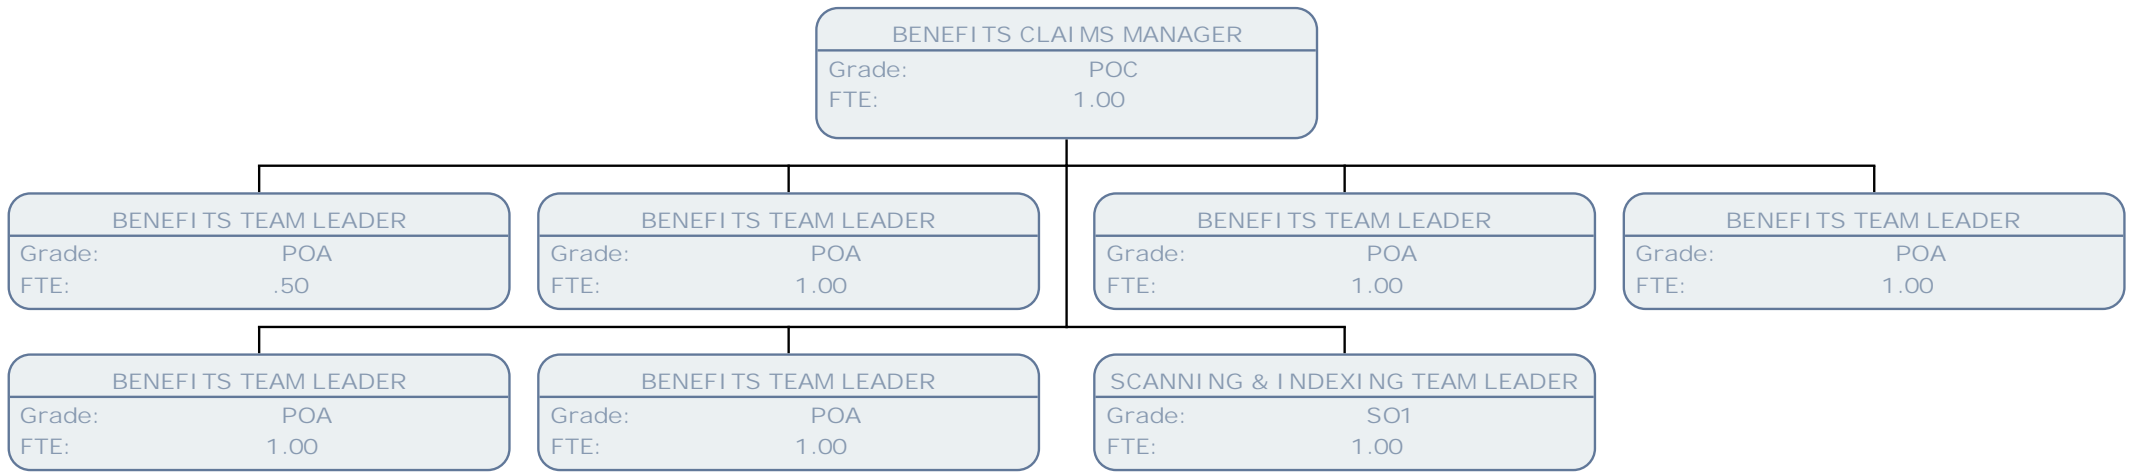 BENEFITS CLAIMS MANAGER
Grade: POC
FTE: 1.00
BENEFITS TEAM LEADER
Grade: POA
FTE: .50
BENEFITS TEAM LEADER
Grade: POA
FTE: 1.00
BENEFITS TEAM LEADER
Grade: POA
FTE: 1.00
BENEFITS TEAM LEADER
Grade: POA
FTE: 1.00
BENEFITS TEAM LEADER
Grade: POA
FTE: 1.00
BENEFITS TEAM LEADER
Grade: POA
FTE: 1.00
SCANNING & INDEXING TEAM LEADER
Grade: SO1
FTE: 1.00